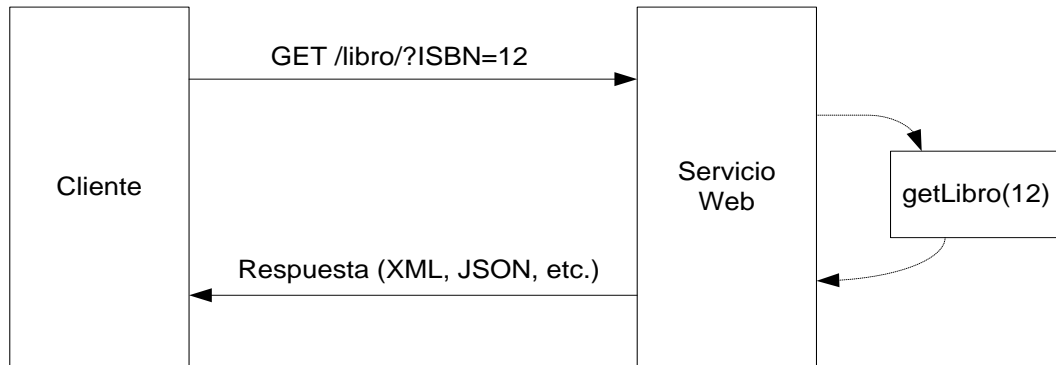 GET /libro/?ISBN=12
Cliente
Servicio
Web
getLibro(12)
Respuesta (XML, JSON, etc.)